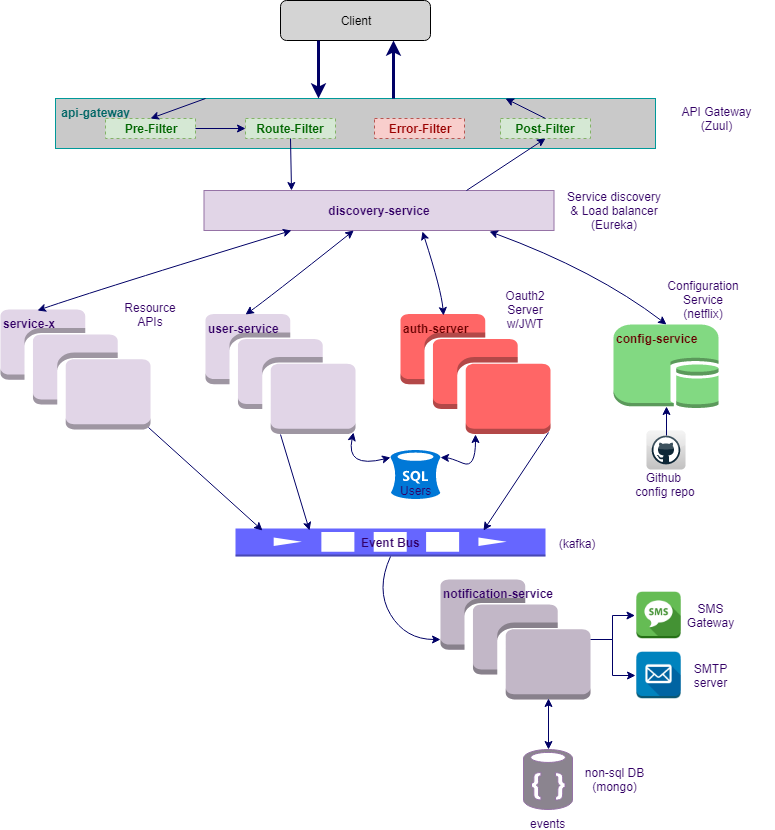 Client
api-gateway
Pre-Filter
Route-Filter
Error-Filter
Post-Filter
API Gateway
(Zuul)
discovery-service
Service discovery
& Load balancer
(Eureka)
service-x
Resource
APIs
user-service
auth-server
Oauth2
Server
w/JWT
Configuration
Service
(netflix)
config-service
SQL
Users
Github
config repo
Event Bus
(kafka)
notification-service
SMS
SMS
Gateway
SMTP
server
{ }
non-sql DB
(mongo)
events